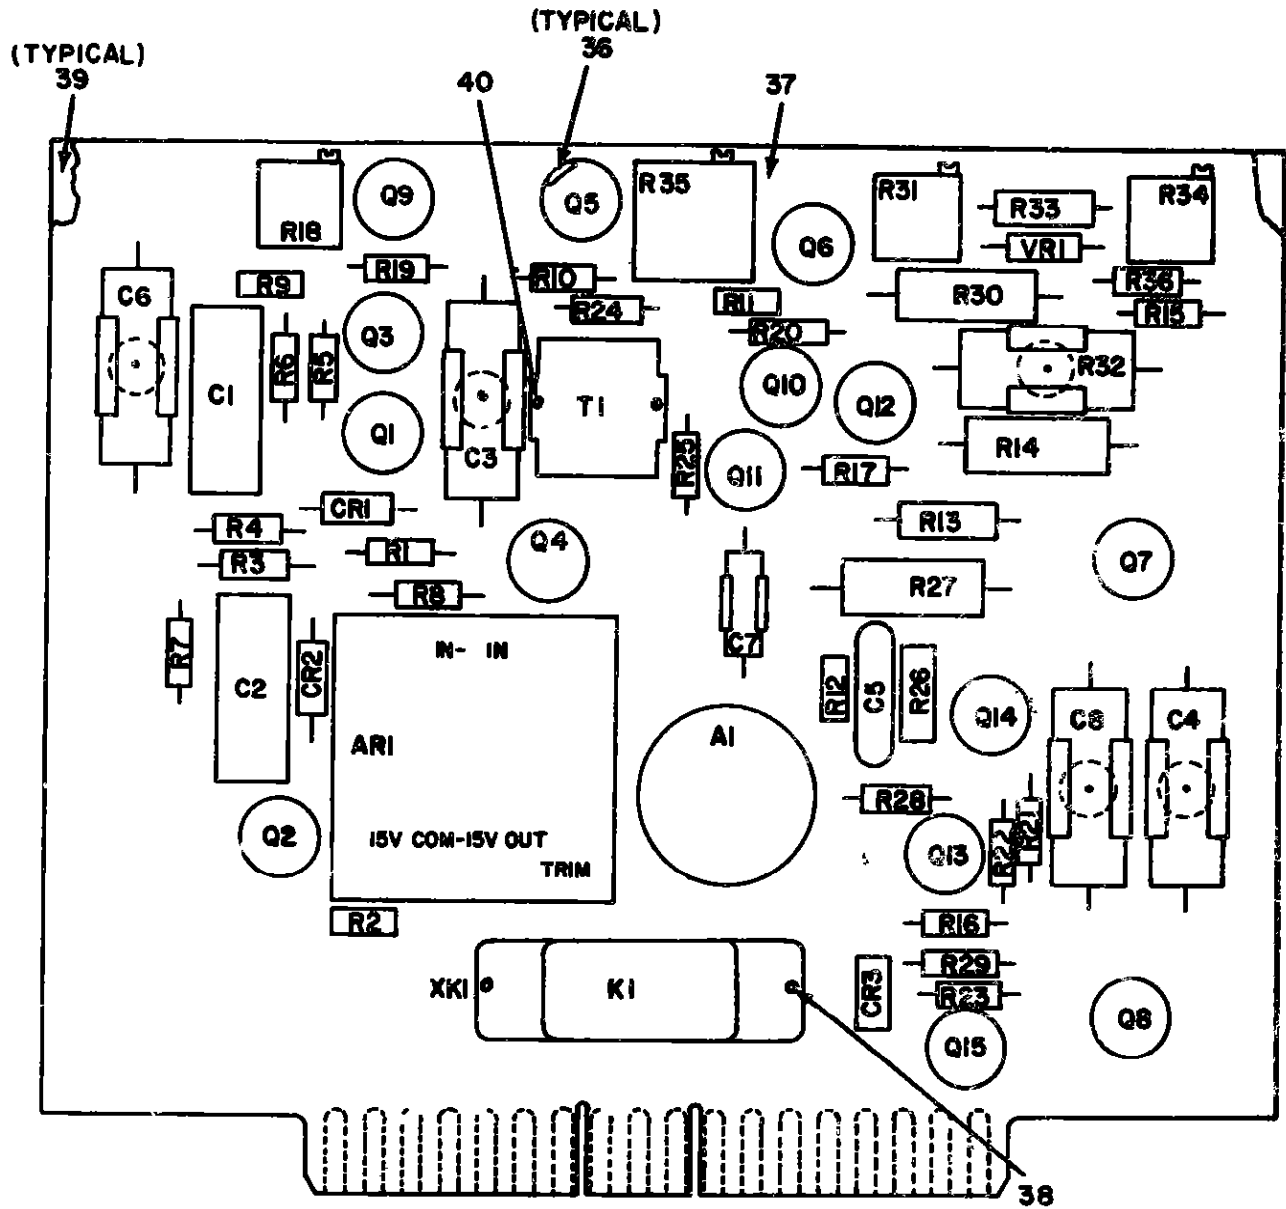 (TYPICAL)
36
(TYPICAL)
39
40
37
R18
Q9
Q5
R35
Q6
R31
R33
VR1
R34
C6
R9
R19
R10
R24
R11
R20
R30
R36
R15
C1
R6
R5
Q3
Q1
C3
T1
R25
Q10
Q12
Q11
R17
R32
R14
R13
CR1
R4
R3
R1
R8
Q4
C7
R27
Q7
R7
C2
CR2
IN- IN
AR1
15V COM-15V OUT
TRIM
A1
R12
C5
R26
Q14
C8
C4
Q2
R28
Q13
R22
R21
R2
R16
R29
R23
XK1
K1
CR3
Q15
Q8
38